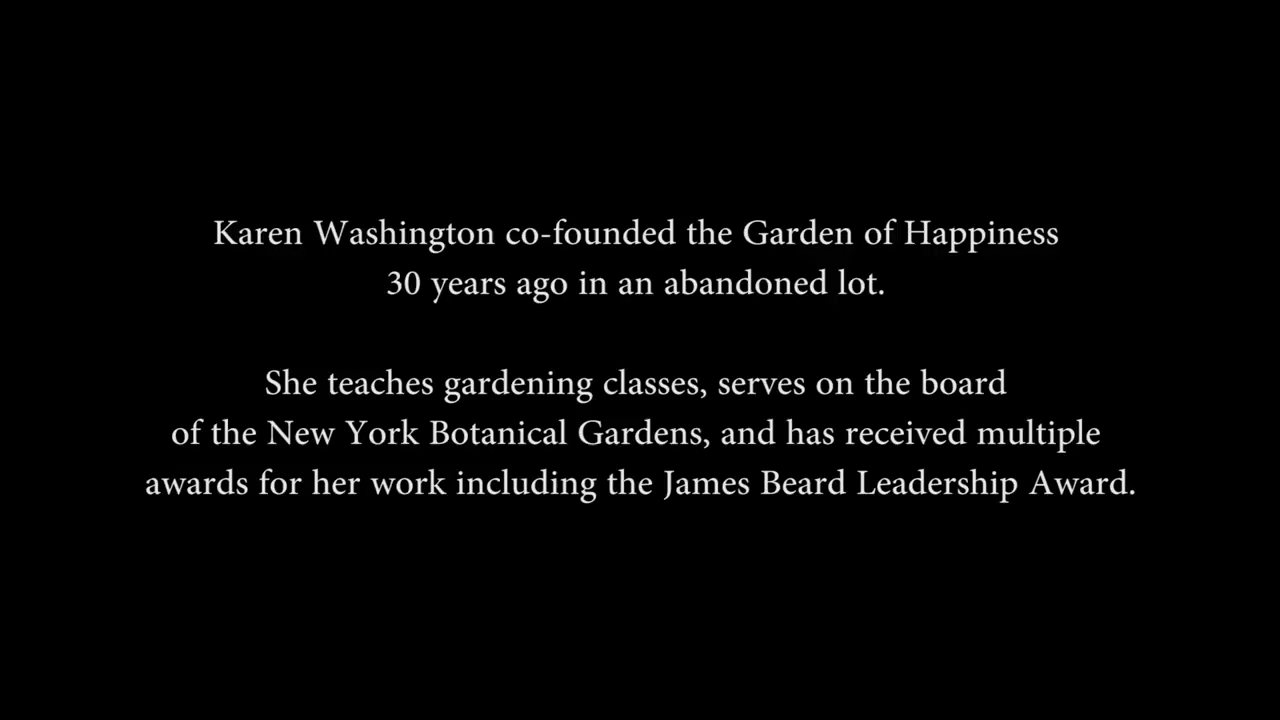 Karen Washington co-founded the Garden of Happiness
30 years ago in an abandoned lot.
She teaches gardening classes, serves on the board
of the New York Botanical Gardens, and has received multiple
awards for her work including the James Beard Leadership Award.